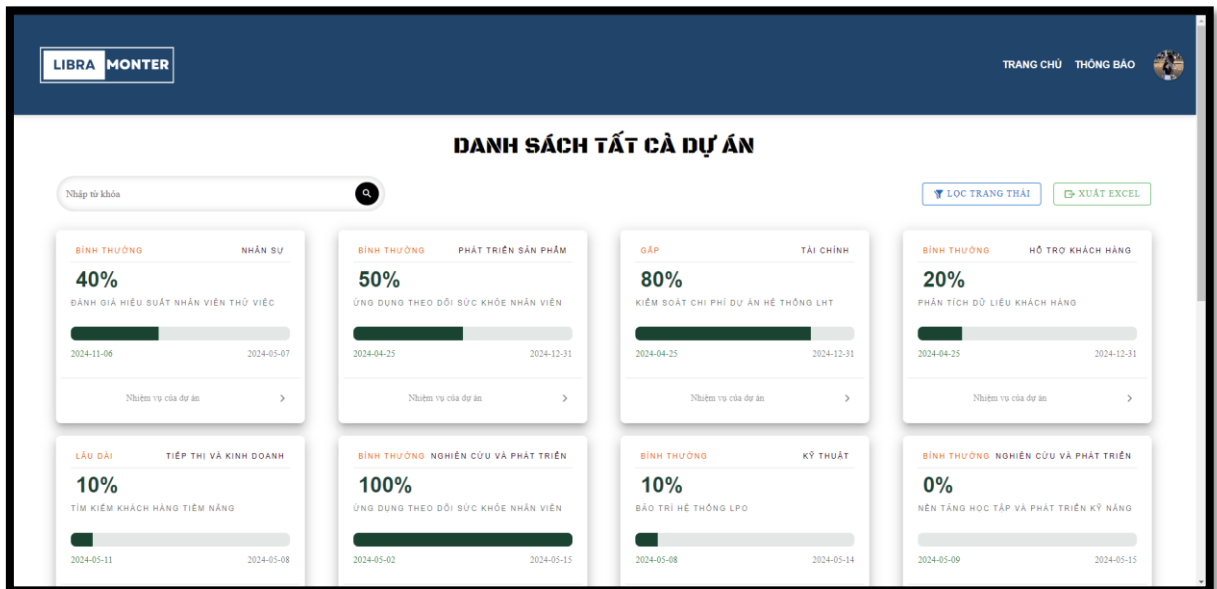 LIBRA MONTER
TRANG CHỦ THÔNG BÁO
DANH SÁCH TẤT CẢ DỰ ÁN
Nhập từ khóa
LỌC TRẠNG THÁI
XUẤT EXCEL
BÌNH THƯỜNG NHÂN SỰ
40%
ĐÁNH GIÁ HIỆU SUẤT NHÂN VIÊN THỬ VIỆC
2024-11-06 2024-05-07
Nhiệm vụ của dự án
BÌNH THƯỜNG PHÁT TRIỂN SẢN PHẨM
50%
ỨNG DỤNG THEO DÕI SỨC KHỎE NHÂN VIÊN
2024-04-25 2024-12-31
Nhiệm vụ của dự án
GẤP TÀI CHÍNH
80%
KIỂM SOÁT CHI PHÍ DỰ ÁN HỆ THỐNG LHT
2024-04-25 2024-12-31
Nhiệm vụ của dự án
BÌNH THƯỜNG HỖ TRỢ KHÁCH HÀNG
20%
PHÂN TÍCH DỮ LIỆU KHÁCH HÀNG
2024-04-25 2024-12-31
Nhiệm vụ của dự án
LÂU DÀI TIẾP THỊ VÀ KINH DOANH
10%
TÌM KIẾM KHÁCH HÀNG TIỀM NĂNG
2024-05-11 2024-05-08
BÌNH THƯỜNG NGHIÊN CỨU VÀ PHÁT TRIỂN
100%
ỨNG DỤNG THEO DÕI SỨC KHỎE NHÂN VIÊN
2024-05-02 2024-05-15
BÌNH THƯỜNG KỸ THUẬT
10%
BẢO TRÌ HỆ THỐNG LPO
2024-05-08 2024-05-14
BÌNH THƯỜNG NGHIÊN CỨU VÀ PHÁT TRIỂN
0%
NỀN TẢNG HỌC TẬP VÀ PHÁT TRIỂN KỸ NĂNG
2024-05-09 2024-05-15